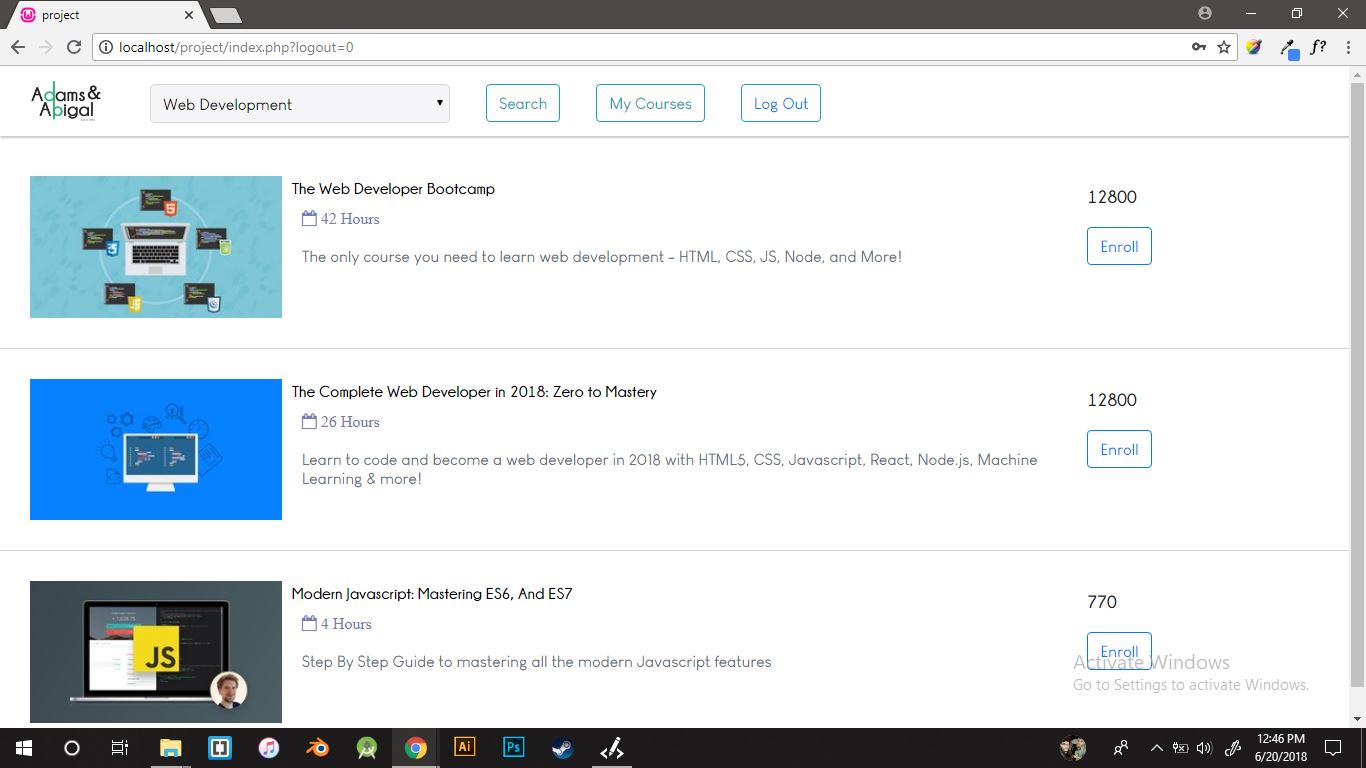 project
localhost/project/index.php?logout=0
f?
Adams &
Apigal
Web Development
Search
My Courses
Log Out
The Web Developer Bootcamp
42 Hours
The only course you need to learn web development - HTML, CSS, JS, Node, and More!
12800
Enroll
The Complete Web Developer in 2018: Zero to Mastery
26 Hours
Learn to code and become a web developer in 2018 with HTML5, CSS, Javascript, React, Node.js, Machine
Learning & more!
12800
Enroll
JS
Modern Javascript: Mastering ES6, And ES7
4 Hours
Step By Step Guide to mastering all the modern Javascript features
770
Enroll
Activate Windows
Go to Settings to activate Windows.
Ai
Ps
12:46 PM
6/20/2018